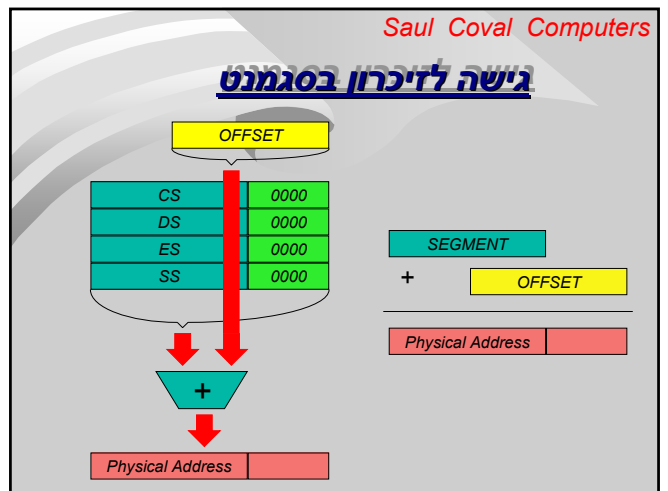 Saul Coval Computers
גישה לזיכרון בסגמנט
OFFSET
CS 0000
DS 0000
ES 0000
SS 0000
+
Physical Address
SEGMENT
+ OFFSET
Physical Address